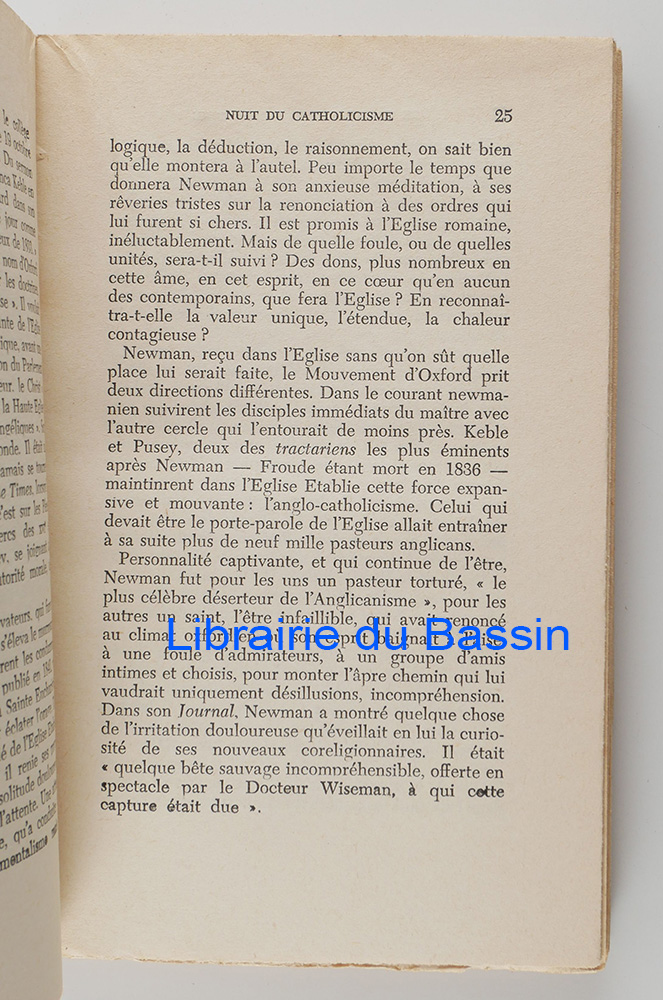 NUIT DU CATHOLICISME 25
logique, la déduction, le raisonnement, on sait bien
qu'elle montera à l'autel. Peu importe le temps que
donnera Newman à son anxieuse méditation, à ses
rêveries tristes sur la renonciation à des ordres qui
lui furent si chers. Il est promis à l'Eglise romaine,
inéluctablement. Mais de quelle foule, ou de quelles
unités, sera-t-il suivi ? Des dons, plus nombreux en
cette âme, en cet esprit, en ce cœur qu'en aucun
des contemporains, que fera l'Eglise ? En reconnaî-
tra-t-elle la valeur unique, l'étendue, la chaleur
contagieuse ?
Newman, reçu dans l'Eglise sans qu'on sût quelle
place lui serait faite, le Mouvement d'Oxford prit
deux directions différentes. Dans le courant newma-
nien suivirent les disciples immédiats du maître avec
l'autre cercle qui l'entourait de moins près. Keble
et Pusey, deux des tractariens les plus éminents
après Newman — Froude étant mort en 1836 —
maintinrent dans l'Eglise Etablie cette force expan-
sive et mouvante : l'anglo-catholicisme. Celui qui
devait être le porte-parole de l'Eglise allait entraîner
à sa suite plus de neuf mille pasteurs anglicans.
Personnalité captivante, et qui continue de l'être,
Newman fut pour les uns un pasteur torturé, « le
plus célèbre déserteur de l'Anglicanisme », pour les
autres un saint, l'être infaillible, qui avait renoncé
au climat oxfordien où son esprit baignait à l'aise,
à une foule d'admirateurs, à un groupe d'amis
intimes et choisis, pour monter l'âpre chemin qui lui
vaudrait uniquement désillusions, incompréhension.
Dans son Journal, Newman a montré quelque chose
de l'irritation douloureuse qu'éveillait en lui la curio-
sité de ses nouveaux coreligionnaires. Il était
« quelque bête sauvage incompréhensible, offerte en
spectacle par le Docteur Wiseman, à qui cette
capture était due ».
Librairie du Bassin